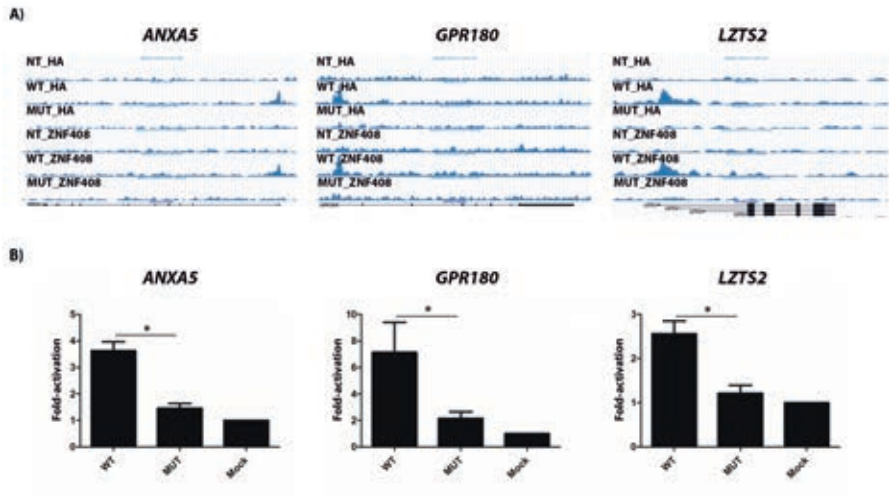 A)
ANXA5 GPR180 LZTS2
NT_HA NT_HA NT_HA
WT_HA WT_HA WT_HA
MUT_HA MUT_HA MUT_HA
NT_ZNF408 NT_ZNF408 NT_ZNF408
WT_ZNF408 WT_ZNF408 WT_ZNF408
MUT_ZNF408 MUT_ZNF408 MUT_ZNF408
B)
ANXA5 GPR180 LZTS2
Fold-activation
5
4
3
2
1
0
*
WT MUT Mock
Fold-activation
10
8
6
4
2
0
*
WT MUT Mock
Fold-activation
3
2
1
0
*
WT MUT Mock